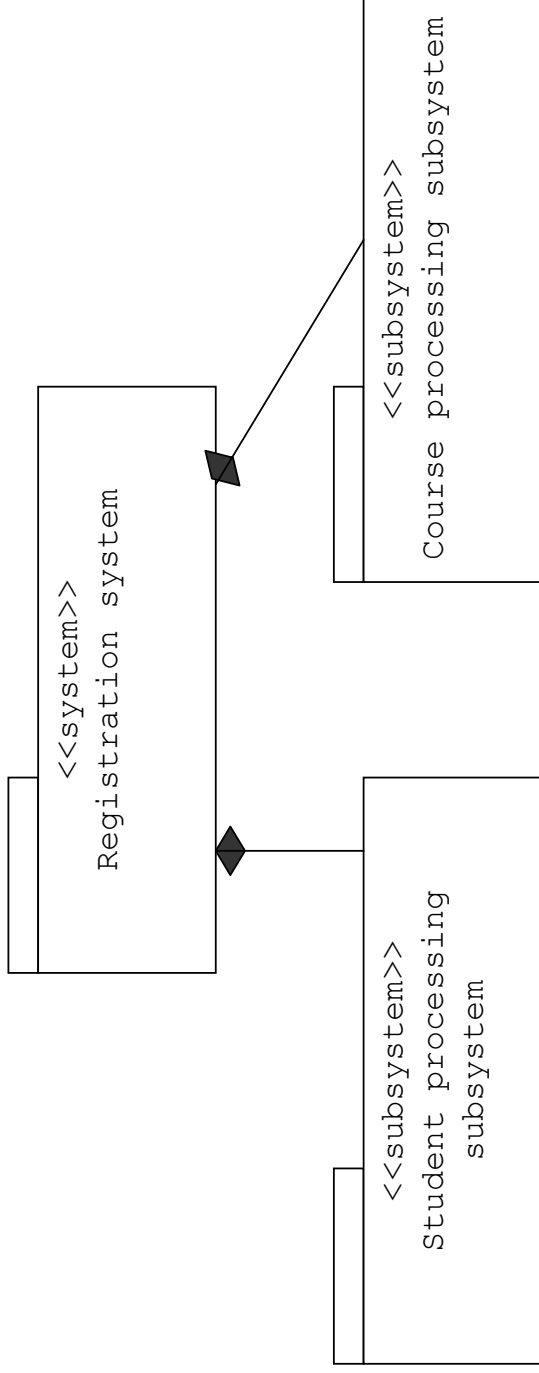 <<system>>
Registration system
<<subsystem>>
Student processing
subsystem
<<subsystem>>
Course processing subsystem